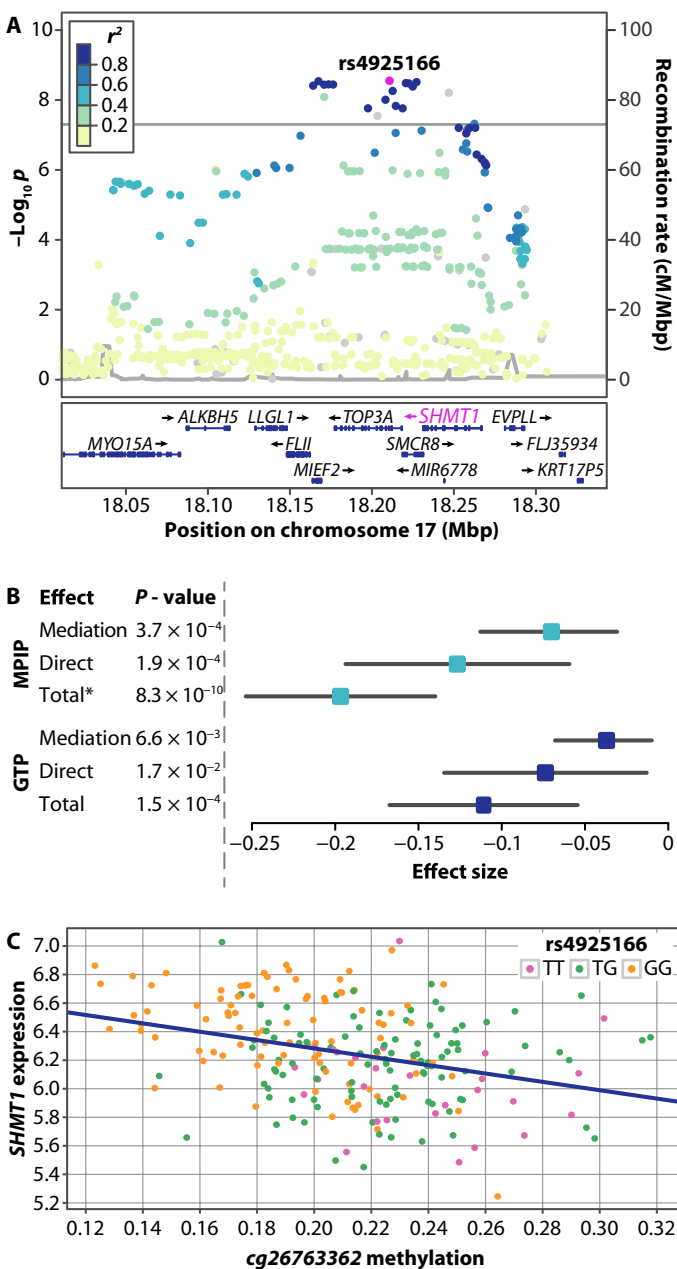 A
r²
0.8
0.6
0.4
0.2
rs4925166
10
8
6
4
2
0
–Log₁₀ p
100
80
60
40
20
0
Recombination rate (cM/Mbp)
ALKBH5 LLGL1 TOP3A SHMT1 EVPLL
MYO15A FLII SMCR8 FLJ35934
MIEF2 MIR6778 KRT17P5
18.05 18.10 18.15 18.20 18.25 18.30
Position on chromosome 17 (Mbp)
B Effect P - value
MPIP
Mediation 3.7 × 10⁻⁴
Direct 1.9 × 10⁻⁴
Total* 8.3 × 10⁻¹⁰
GTP
Mediation 6.6 × 10⁻³
Direct 1.7 × 10⁻²
Total 1.5 × 10⁻⁴
−0.25 −0.2 −0.15 −0.1 −0.05 0
Effect size
C
rs4925166
TT TG GG
7.0
6.8
6.6
6.4
6.2
6.0
5.8
5.6
5.4
5.2
SHMT1 expression
0.12 0.14 0.16 0.18 0.20 0.22 0.24 0.26 0.28 0.30 0.32
cg26763362 methylation